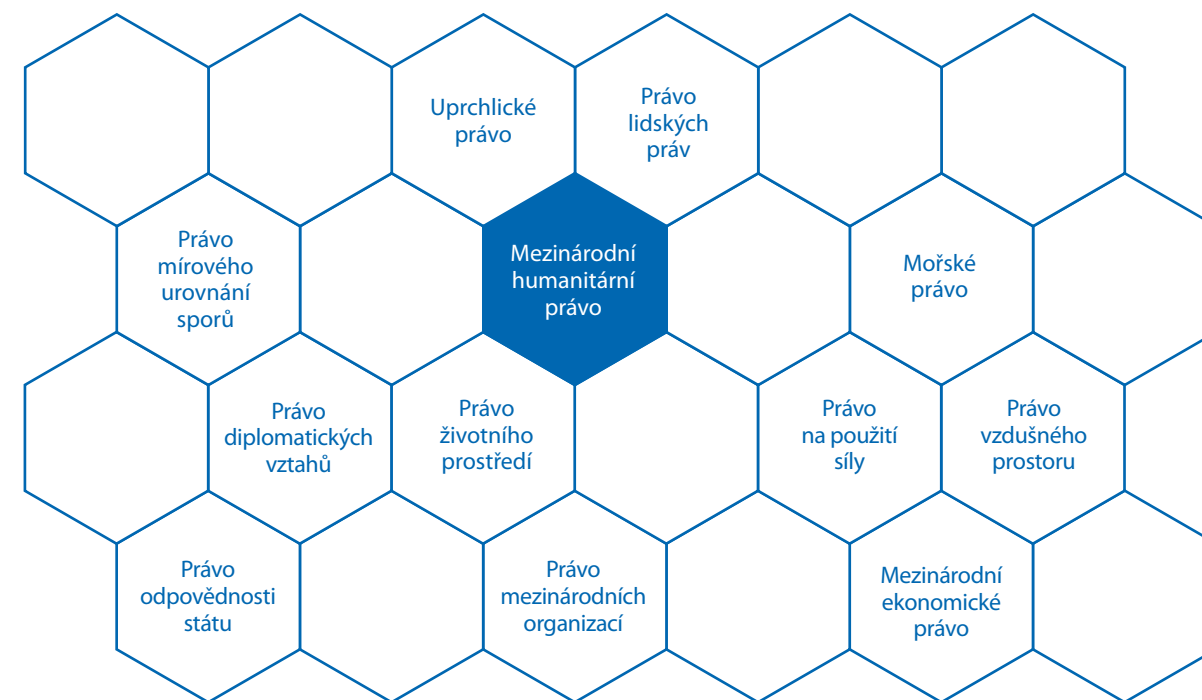 Uprchlické
právo
Právo
lidských
práv
Právo
mírového
urovnání
sporů
Mezinárodní
humanitární
právo
Mořské
právo
Právo
diplomatických
vztahů
Právo
životního
prostředí
Právo
na použití
síly
Právo
vzdušného
prostoru
Právo
odpovědnosti
státu
Právo
mezinárodních
organizací
Mezinárodní
ekonomické
právo